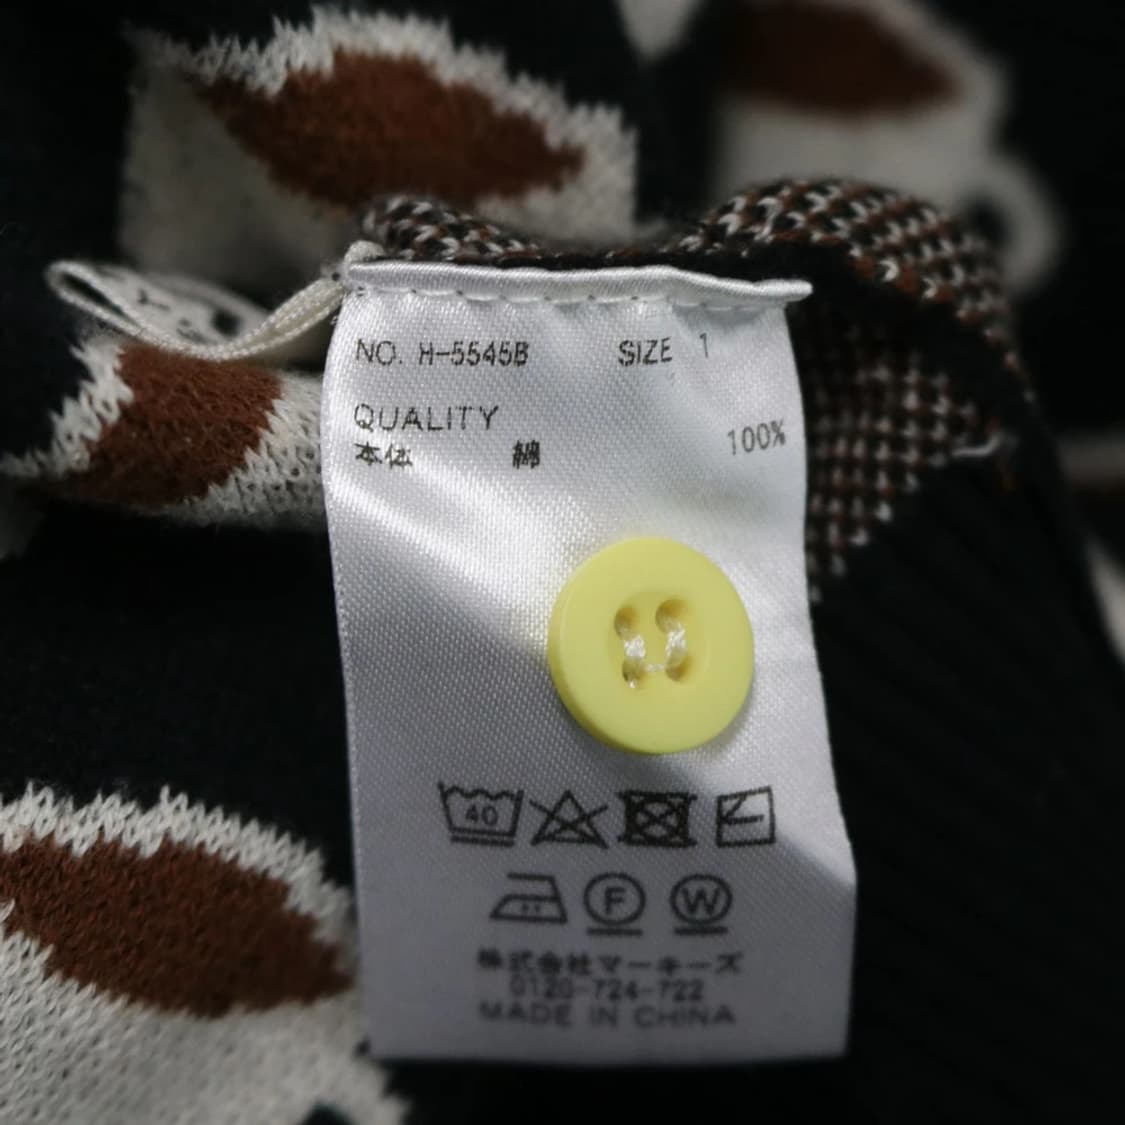 NO. H-5545B SIZE 1
QUALITY
本体 綿 100%
40
F W
株式会社マーキーズ
0120-724-722
MADE IN CHINA